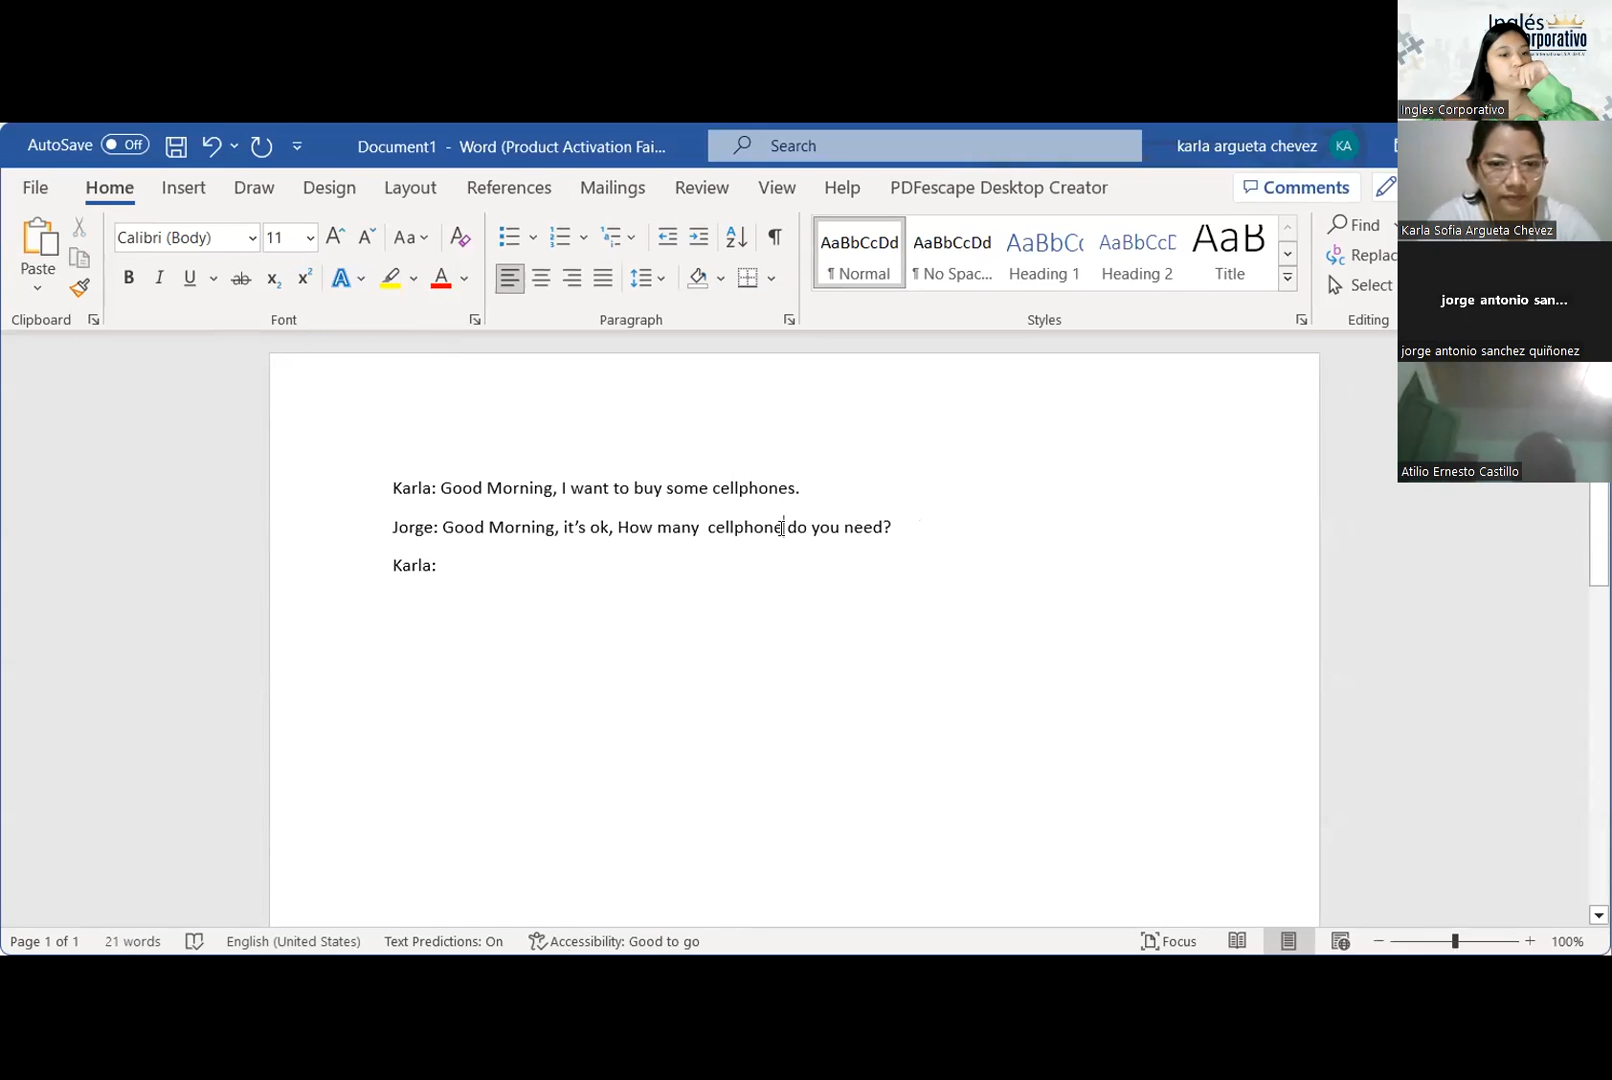 Inglés
Corporativo
Ingles Corporativo
AutoSave Off
Document1 - Word (Product Activation Fai...
Search
karla argueta chevez KA
Karla Sofia Argueta Chevez
File Home Insert Draw Design Layout References Mailings Review View Help PDFescape Desktop Creator Comments
Paste
Calibri (Body) 11
Aa
B I U ab x2 x2 A A
AaBbCcDd
¶ Normal
AaBbCcDd
¶ No Spac...
AaBbCc
Heading 1
AaBbCcD
Heading 2
AaB
Title
Find
Replac
Select
Clipboard Font Paragraph Styles Editing
jorge antonio san...
jorge antonio sanchez quiñonez
Atilio Ernesto Castillo
Karla: Good Morning, I want to buy some cellphones.
Jorge: Good Morning, it’s ok, How many  cellphone do you need?
Karla:
Page 1 of 1 21 words English (United States) Text Predictions: On Accessibility: Good to go Focus 100%